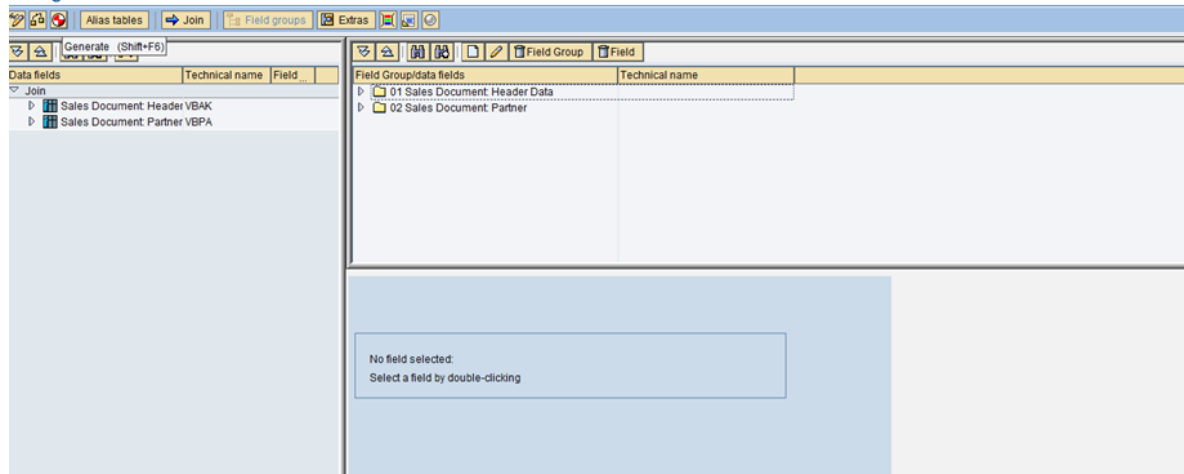 Alias tables Join Field groups Extras
Generate (Shift+F6)
Field Group Field
Data fields Technical name Field...
Join
Sales Document: Header VBAK
Sales Document: Partner VBPA
Field Group/data fields Technical name
01 Sales Document: Header Data
02 Sales Document: Partner
No field selected:
Select a field by double-clicking